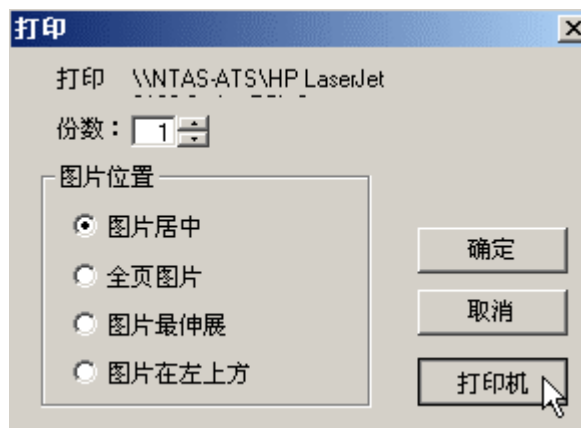 打印
打印 \\NTAS-ATS\HP LaserJet
份数： 1
图片位置
图片居中
全页图片
图片最伸展
图片在左上方
确定
取消
打印机